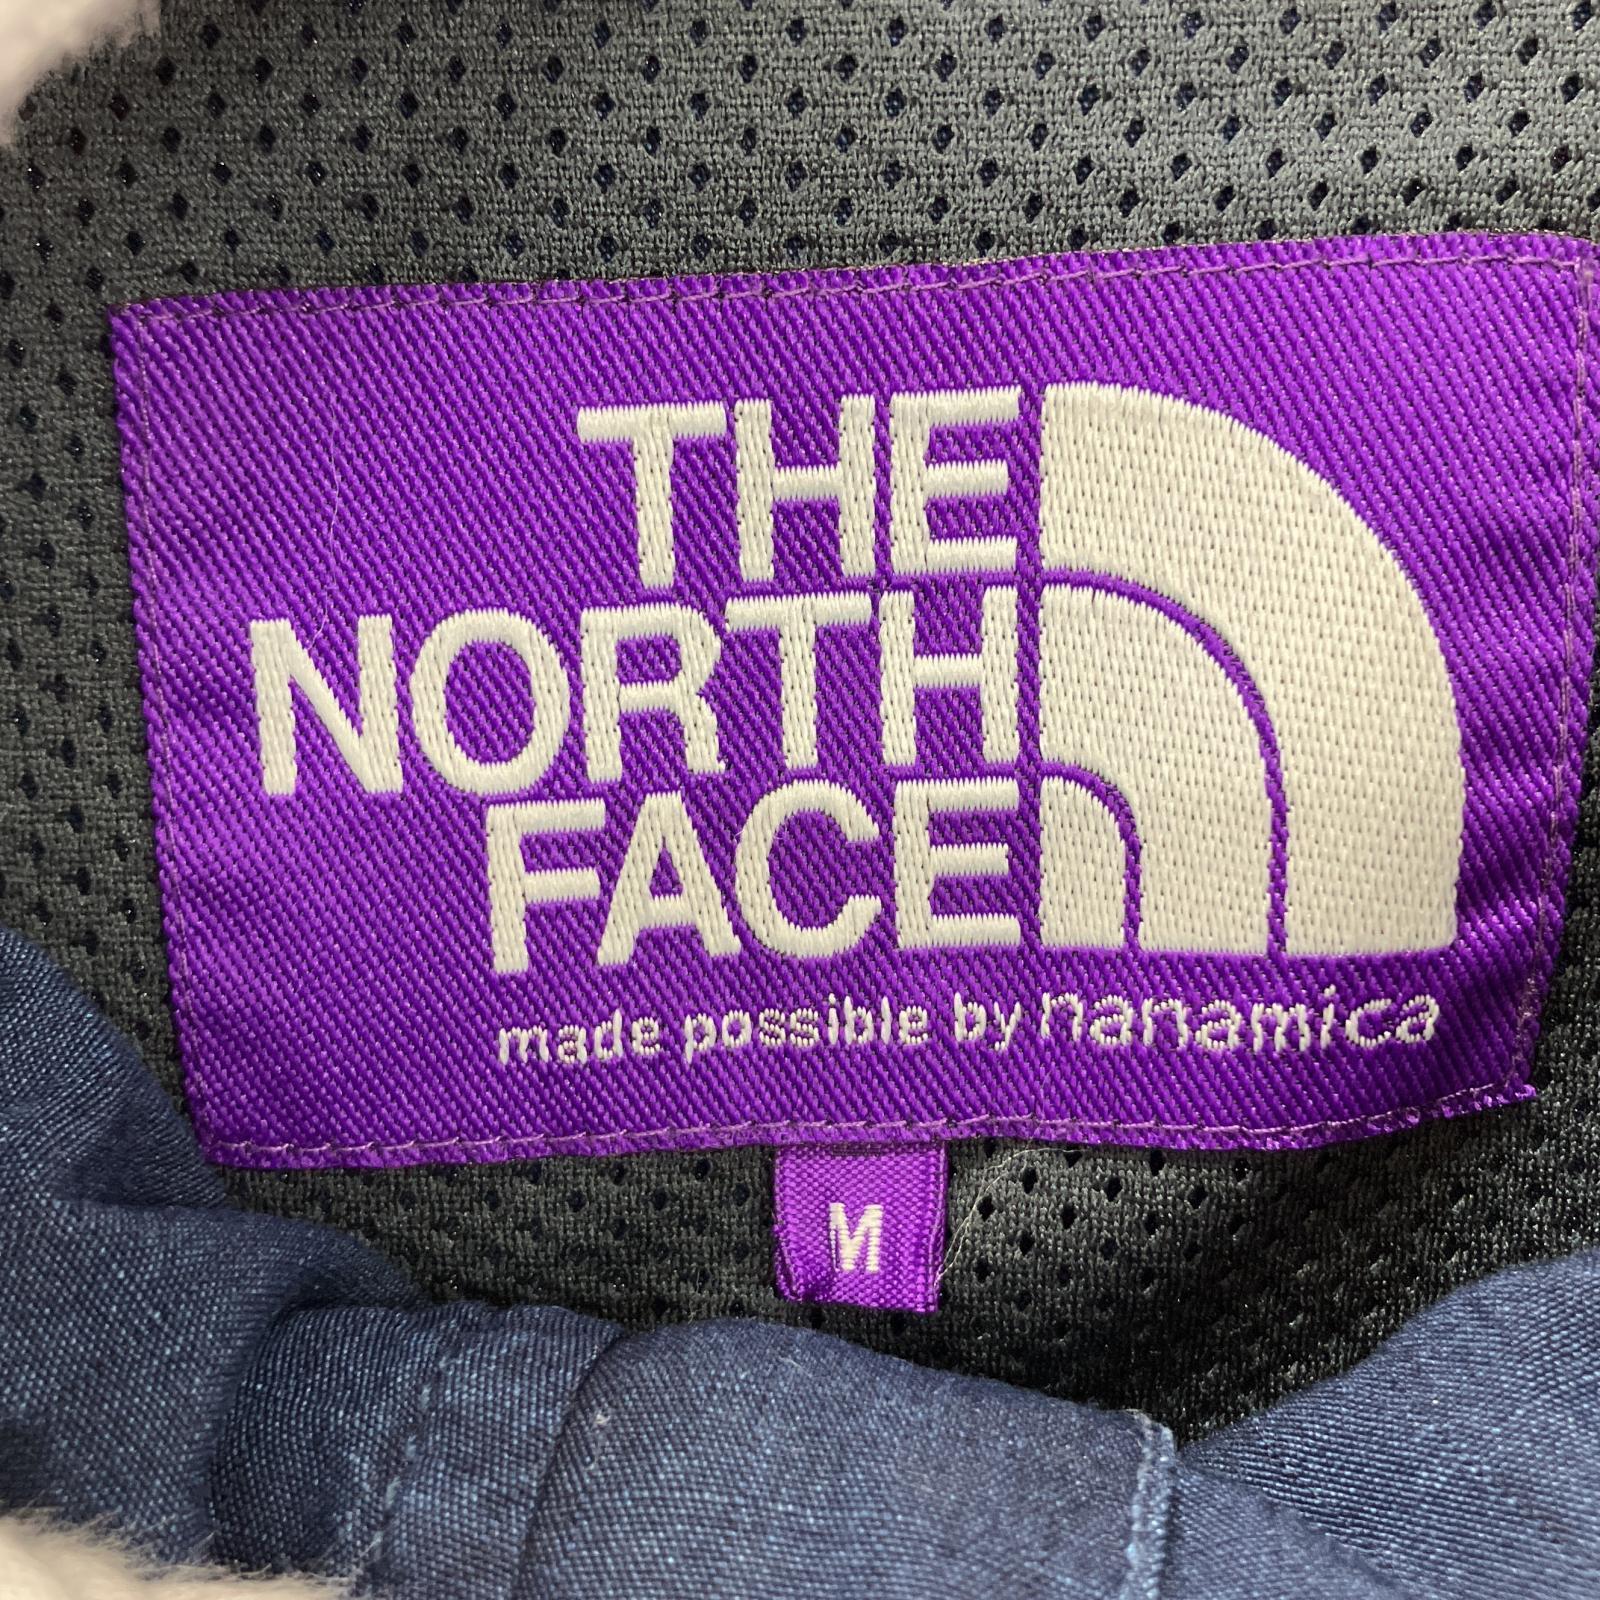 THE
NORTH
FACE
made possible by nanamica
M